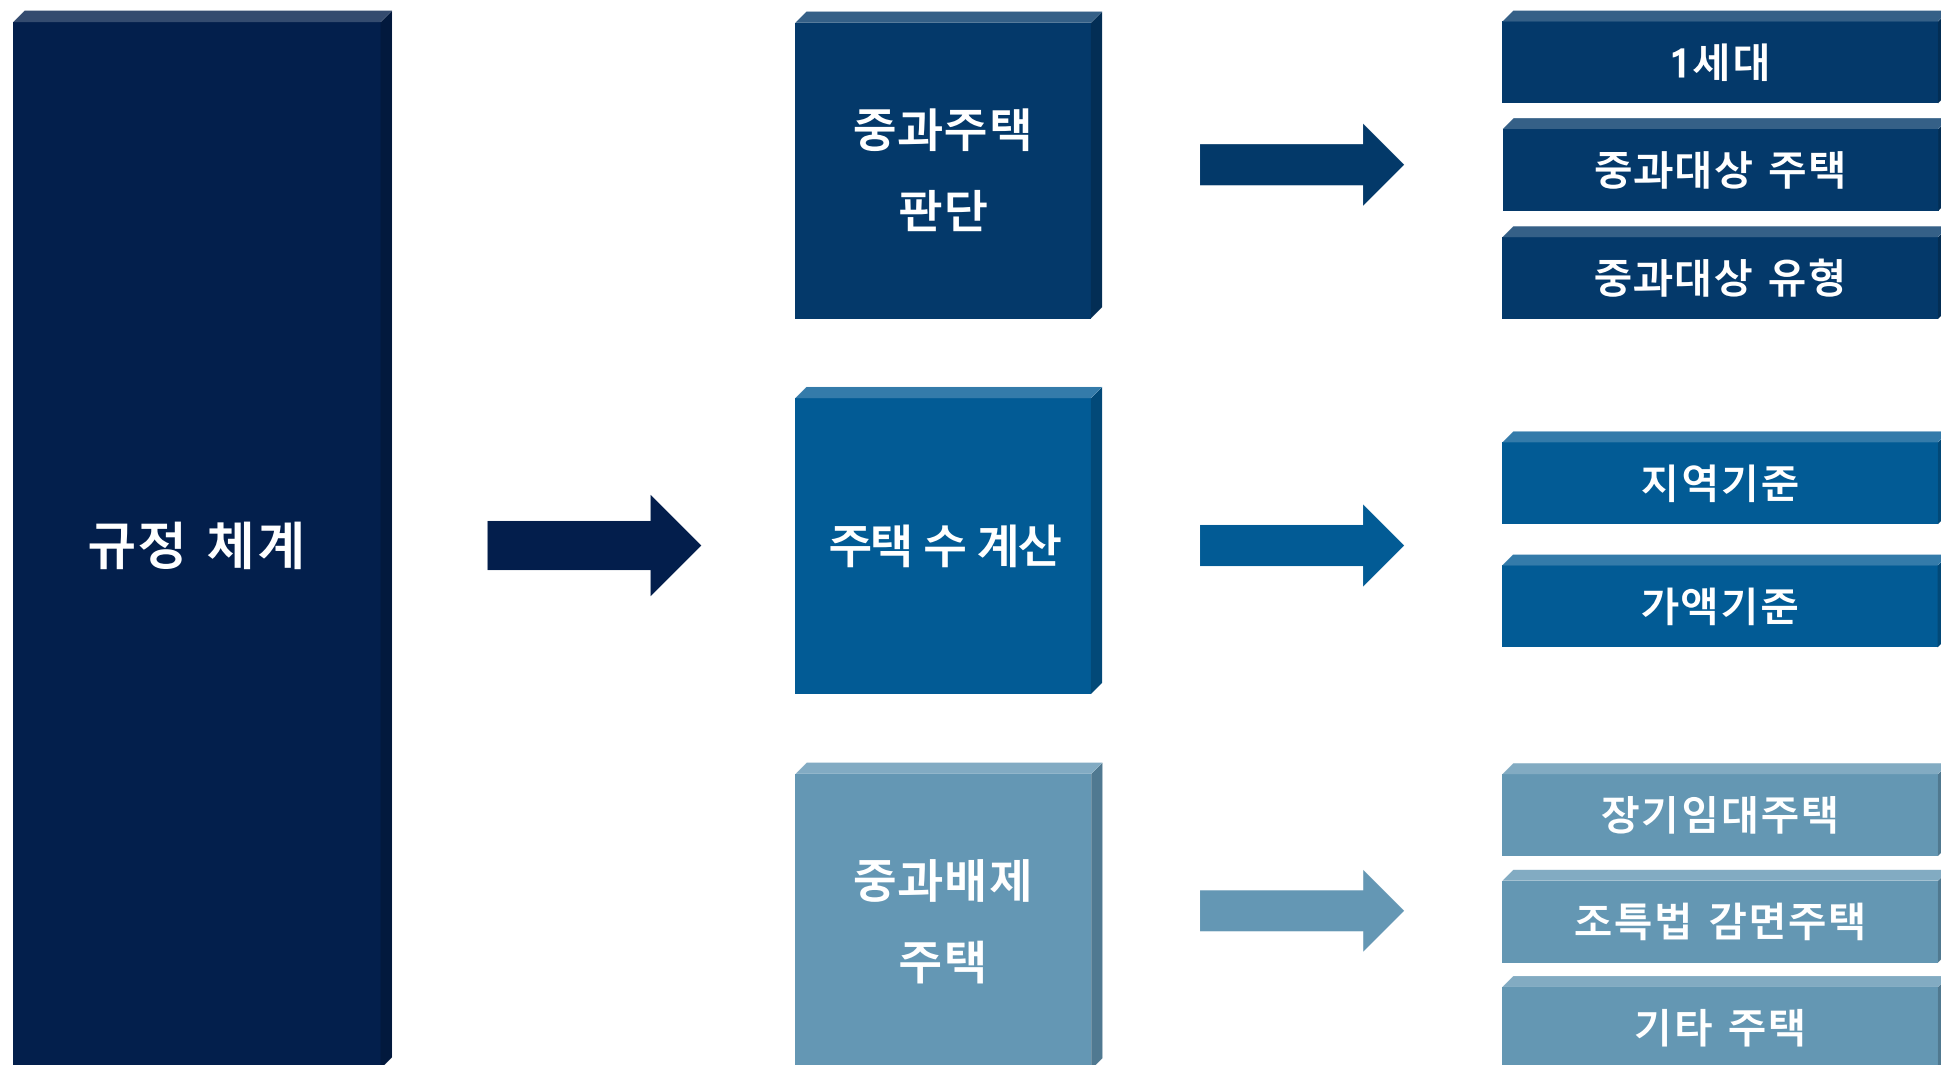 규정 체계
중과주택
판단
1세대
중과대상 주택
중과대상 유형
주택 수 계산
지역기준
가액기준
중과배제
주택
장기임대주택
조특법 감면주택
기타 주택